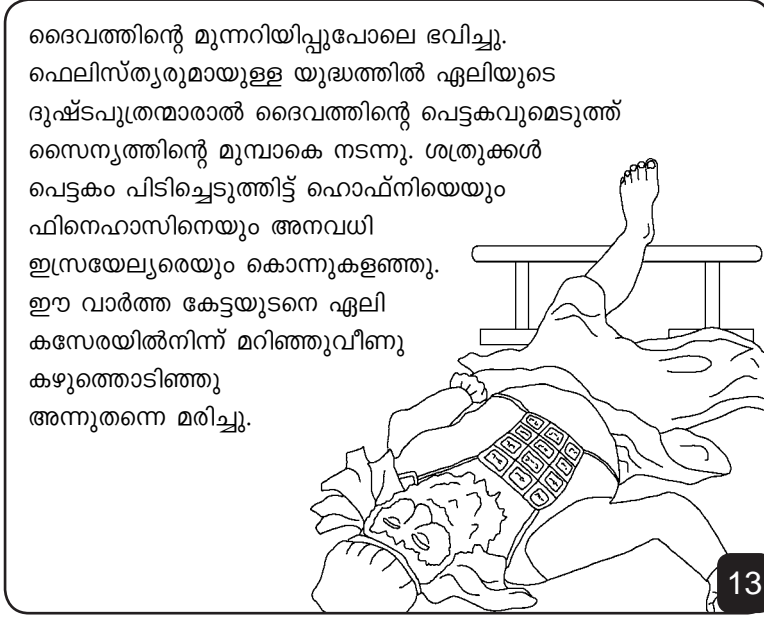 ദൈവത്തിന്റെ മുന്നറിയിപ്പുപോലെ ഭവിച്ചു.
ഫെലിസ്ത്യരുമായുള്ള യുദ്ധത്തിൽ ഏലിയുടെ
ദുഷ്ടപുത്രന്മാരാൽ ദൈവത്തിന്റെ പെട്ടകവുമെടുത്ത്
സൈന്യത്തിന്റെ മുമ്പാകെ നടന്നു. ശത്രുക്കൾ
പെട്ടകം പിടിച്ചെടുത്തിട്ട് ഹൊഫ്നിയെയും
ഫിനെഹാസിനെയും അനവധി
ഇസ്രയേല്യരെയും കൊന്നുകളഞ്ഞു.
ഈ വാർത്ത കേട്ടയുടനെ ഏലി
കസേരയിൽനിന്ന് മറിഞ്ഞുവീണു
കഴുത്തൊടിഞ്ഞു
അന്നുതന്നെ മരിച്ചു.
13